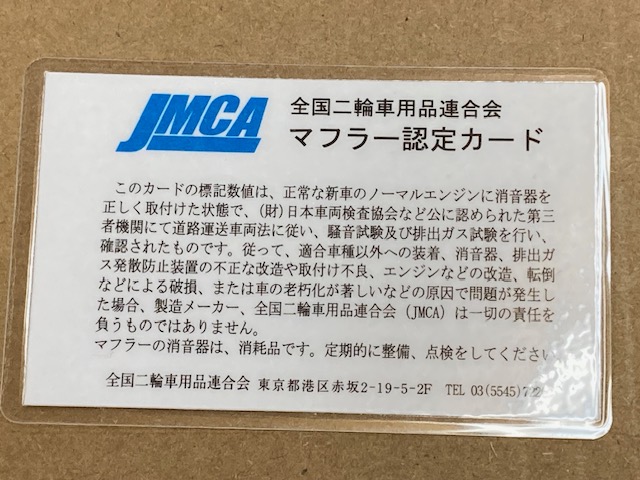 JMCA
全国二輪車用品連合会
マフラー認定カード
このカードの標記数値は、正常な新車のノーマルエンジンに消音器を
正しく取付けた状態で、(財)日本車両検査協会など公に認められた第三
者機関にて道路運送車両法に従い、騒音試験及び排出ガス試験を行い、
確認されたものです。従って、適合車種以外への装着、消音器、排出ガ
ス発散防止装置の不正な改造や取付け不良、エンジンなどの改造、転倒
などによる破損、または車の老朽化が著しいなどの原因で問題が発生し
た場合、製造メーカー、全国二輪車用品連合会(JMCA)は一切の責任を
負うものではありません。
マフラーの消音器は、消耗品です。定期的に整備、点検をしてください
全国二輪車用品連合会 東京都港区赤坂2-19-5-2F TEL 03(5545)7